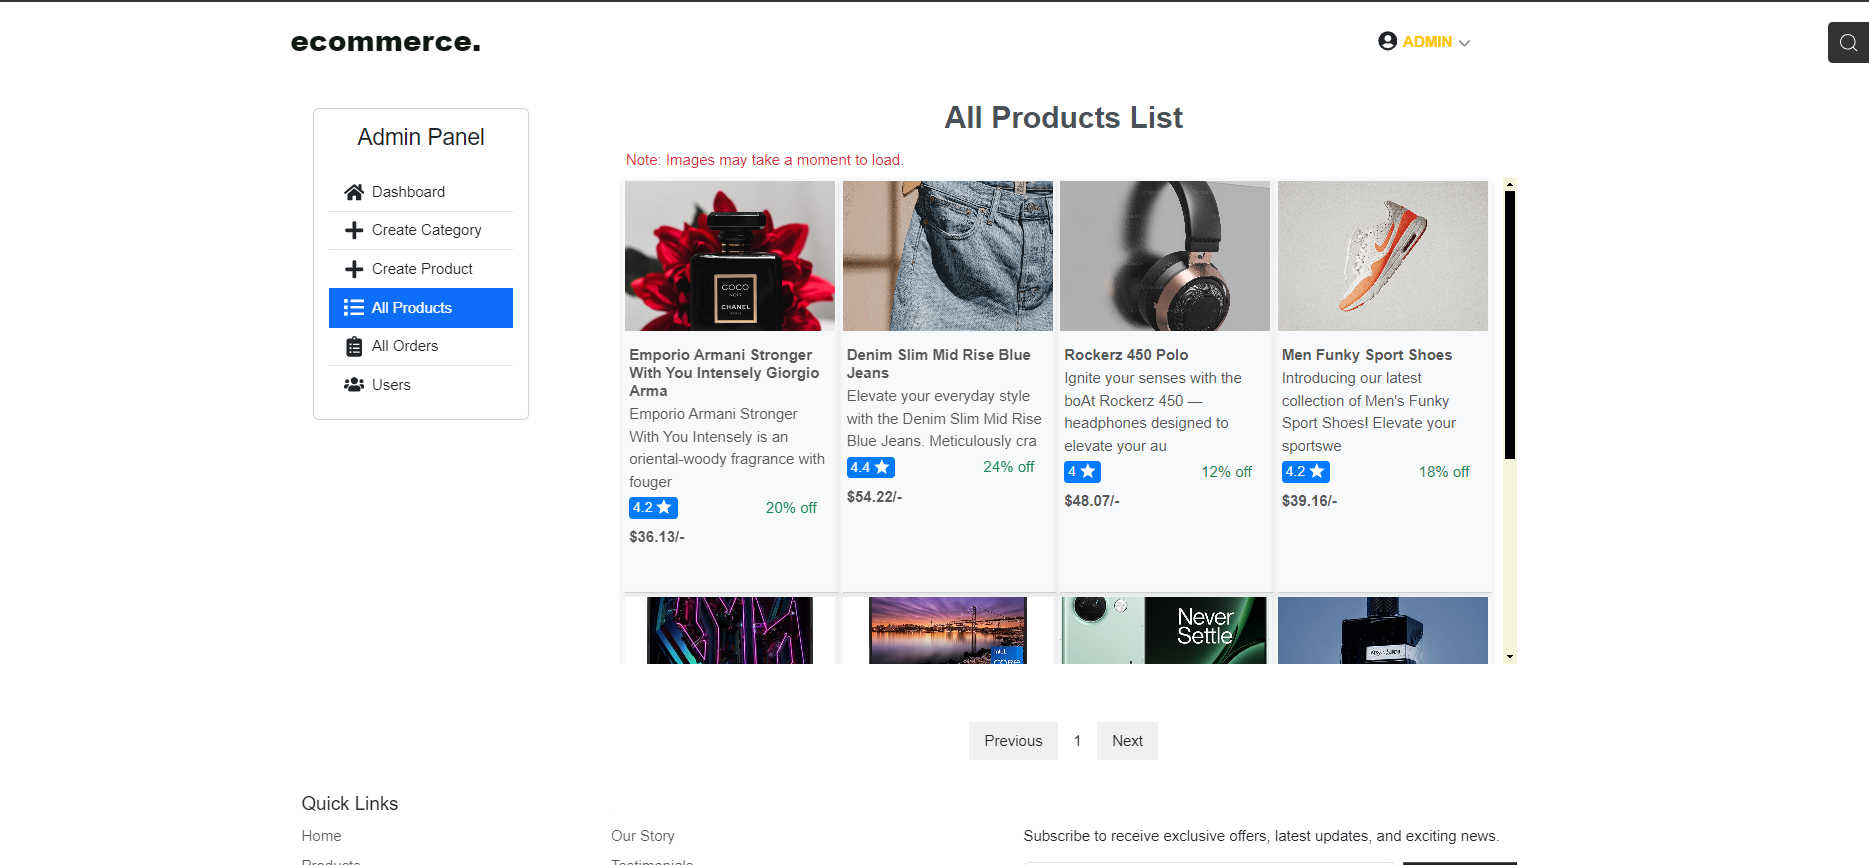 ecommerce.
ADMIN
Admin Panel
Dashboard
Create Category
Create Product
All Products
All Orders
Users
All Products List
Note: Images may take a moment to load.
COCO
NOIR
CHANEL
PARIS
Emporio Armani Stronger
With You Intensely Giorgio
Arma
Emporio Armani Stronger
With You Intensely is an
oriental-woody fragrance with
fouger
4.2
20% off
$36.13/-
Denim Slim Mid Rise Blue
Jeans
Elevate your everyday style
with the Denim Slim Mid Rise
Blue Jeans. Meticulously cra
4.4
24% off
$54.22/-
Rockerz 450 Polo
Ignite your senses with the
boAt Rockerz 450 —
headphones designed to
elevate your au
4
12% off
$48.07/-
Men Funky Sport Shoes
Introducing our latest
collection of Men's Funky
Sport Shoes! Elevate your
sportswe
4.2
18% off
$39.16/-
intel
CORE
Never
Settle
Previous
1
Next
Quick Links
Home
Products
Our Story
Testimonials
Subscribe to receive exclusive offers, latest updates, and exciting news.